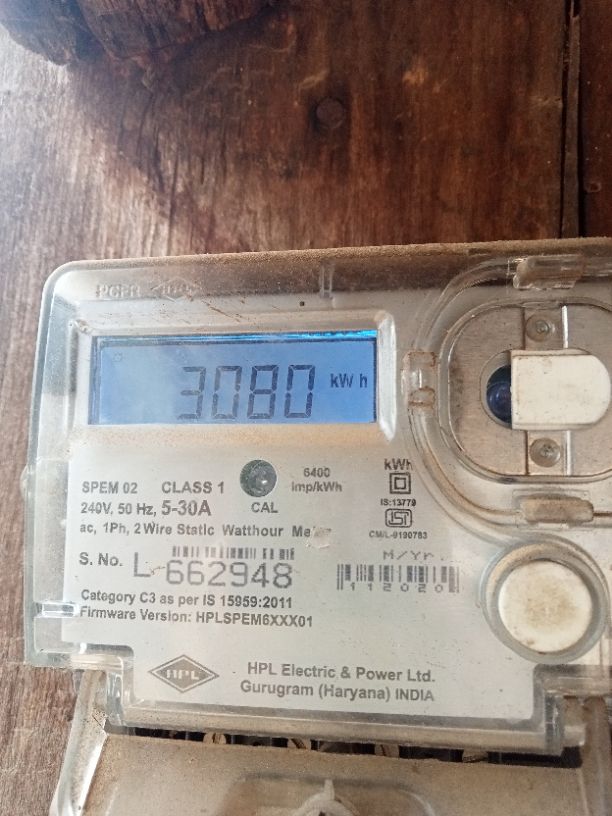 3080 kWh
SPEM 02 CLASS 1
240V, 50 Hz, 5-30A
ac, 1Ph, 2 Wire Static Watthour
CAL
6400
imp/kWh
kWh
IS:13779
ISI
CM/L-9190783
M/Yr.
S. No. L-662948
112020
Category C3 as per IS 15959:2011
Firmware Version: HPLSPEM6XXX01
HPL
HPL Electric & Power Ltd.
Gurugram (Haryana) INDIA